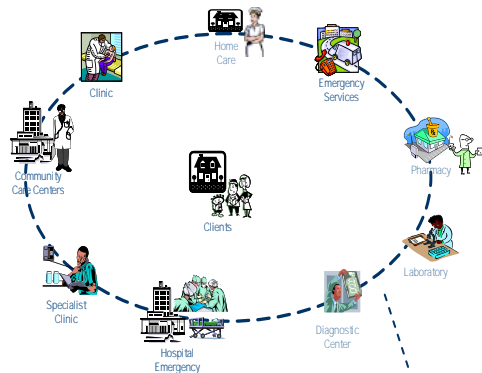 Home
Care
Emergency
Services
Clinic
Pharmacy
Community
Care Centers
Clients
Laboratory
Specialist
Clinic
Diagnostic
Center
Hospital
Emergency